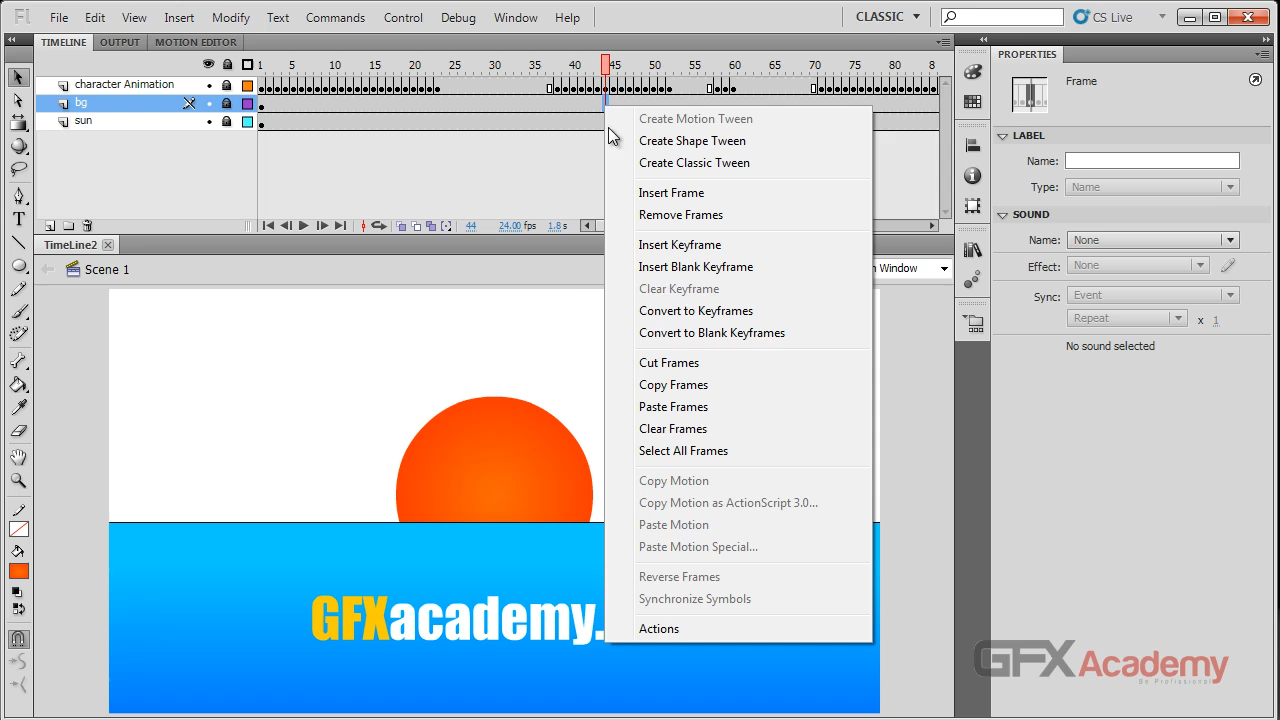 Fl File Edit View Insert Modify Text Commands Control Debug Window Help CLASSIC CS Live
TIMELINE OUTPUT MOTION EDITOR
1 5 10 15 20 25 30 35 40 45 50 55 60 65 70 75 80 8
character Animation
bg
sun
44 24.00 fps 1.8 s
TimeLine2
Scene 1
n Window
Create Motion Tween
Create Shape Tween
Create Classic Tween
Insert Frame
Remove Frames
Insert Keyframe
Insert Blank Keyframe
Clear Keyframe
Convert to Keyframes
Convert to Blank Keyframes
Cut Frames
Copy Frames
Paste Frames
Clear Frames
Select All Frames
Copy Motion
Copy Motion as ActionScript 3.0...
Paste Motion
Paste Motion Special...
Reverse Frames
Synchronize Symbols
Actions
PROPERTIES
Frame
LABEL
Name:
Type: Name
SOUND
Name: None
Effect: None
Sync: Event
Repeat x 1
No sound selected
GFXacademy.
GFX Academy
Be Professional